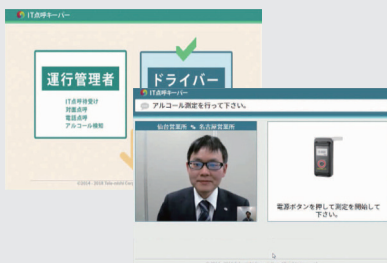 IT点呼キーパー
運行管理者
IT点呼待受け
対面点呼
電話点呼
アルコール検知
ドライバー
IT点呼キーパー
アルコール測定を行って下さい。
仙台営業所
名古屋営業所
電源ボタンを押して測定を開始して
下さい。